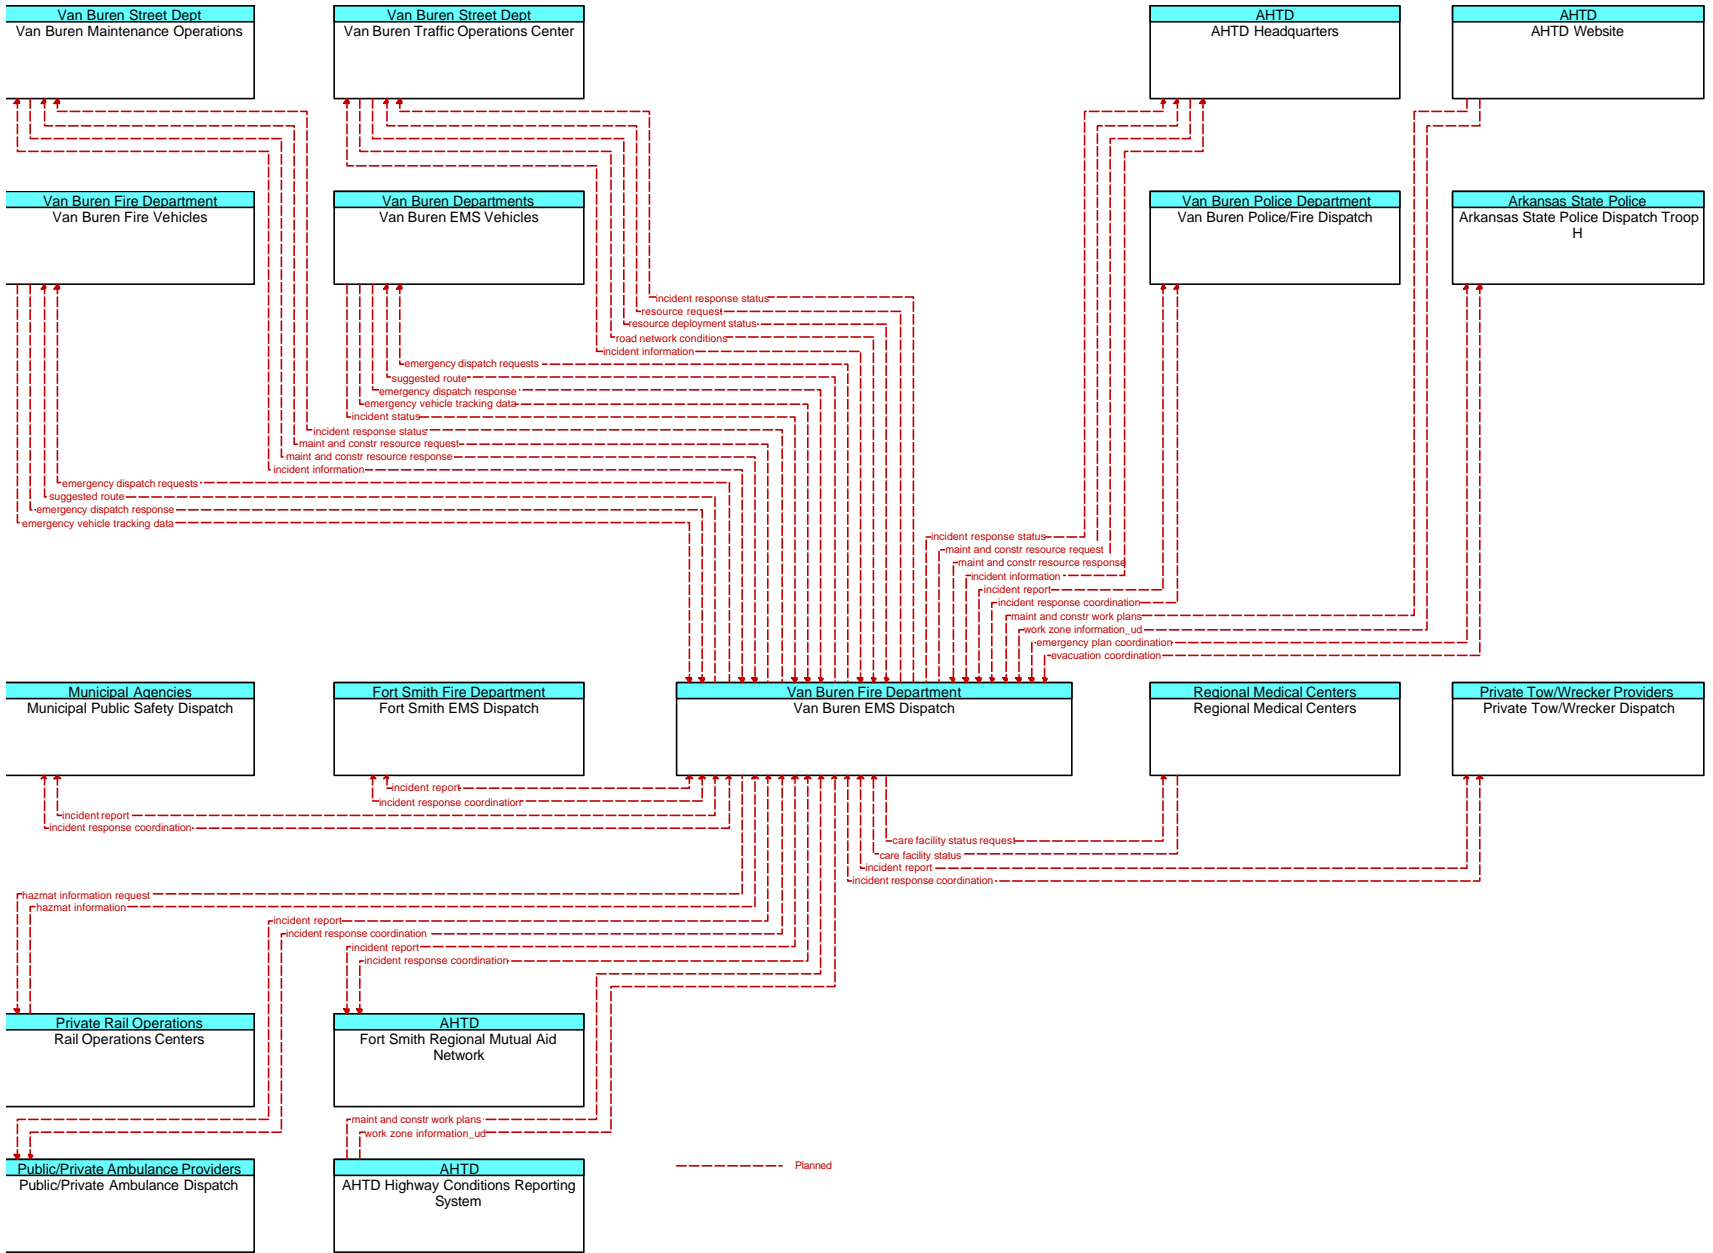 Van Buren Street Dept
Van Buren Maintenance Operations
Van Buren Street Dept
Van Buren Traffic Operations Center
AHTD
AHTD Headquarters
AHTD
AHTD Website
Van Buren Fire Department
Van Buren Fire Vehicles
Van Buren Departments
Van Buren EMS Vehicles
Van Buren Police Department
Van Buren Police/Fire Dispatch
Arkansas State Police
Arkansas State Police Dispatch Troop
H
incident response status
resource request
resource deployment status
road network conditions
incident information
emergency dispatch requests
suggested route
emergency dispatch response
emergency vehicle tracking data
incident status
incident response status
maint and constr resource request
maint and constr resource response
incident information
emergency dispatch requests
suggested route
emergency dispatch response
emergency vehicle tracking data
incident response status
maint and constr resource request
maint and constr resource response
incident information
incident report
incident response coordination
maint and constr work plans
work zone information_ud
emergency plan coordination
evacuation coordination
Municipal Agencies
Municipal Public Safety Dispatch
Fort Smith Fire Department
Fort Smith EMS Dispatch
Van Buren Fire Department
Van Buren EMS Dispatch
Regional Medical Centers
Regional Medical Centers
Private Tow/Wrecker Providers
Private Tow/Wrecker Dispatch
incident report
incident response coordination
incident report
incident response coordination
care facility status request
care facility status
incident report
incident response coordination
hazmat information request
hazmat information
incident report
incident response coordination
incident report
incident response coordination
Private Rail Operations
Rail Operations Centers
AHTD
Fort Smith Regional Mutual Aid
Network
maint and constr work plans
work zone information_ud
Public/Private Ambulance Providers
Public/Private Ambulance Dispatch
AHTD
AHTD Highway Conditions Reporting
System
Planned